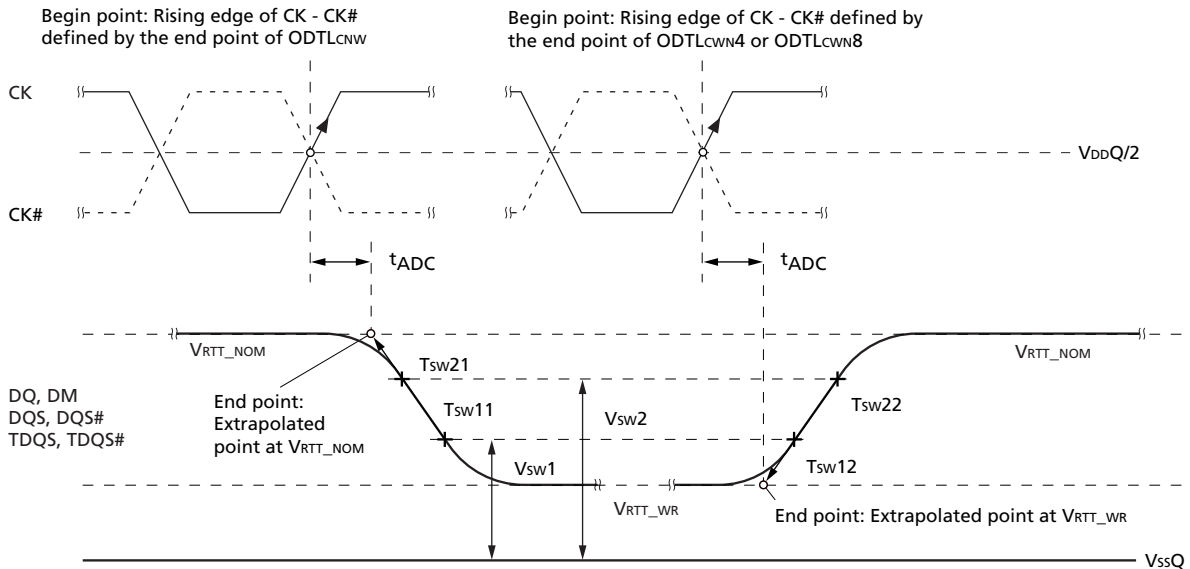 Begin point: Rising edge of CK - CK#
defined by the end point of ODTLCNW
Begin point: Rising edge of CK - CK# defined by
the end point of ODTLCWN4 or ODTLCWN8
CK
VDDQ/2
CK#
tADC
tADC
VRTT_NOM
VRTT_NOM
TSW21
DQ, DM
DQS, DQS#
TDQS, TDQS#
End point:
Extrapolated
point at VRTT_NOM
TSW11
VSW2
TSW22
VSW1
TSW12
VRTT_WR
End point: Extrapolated point at VRTT_WR
VSSQ